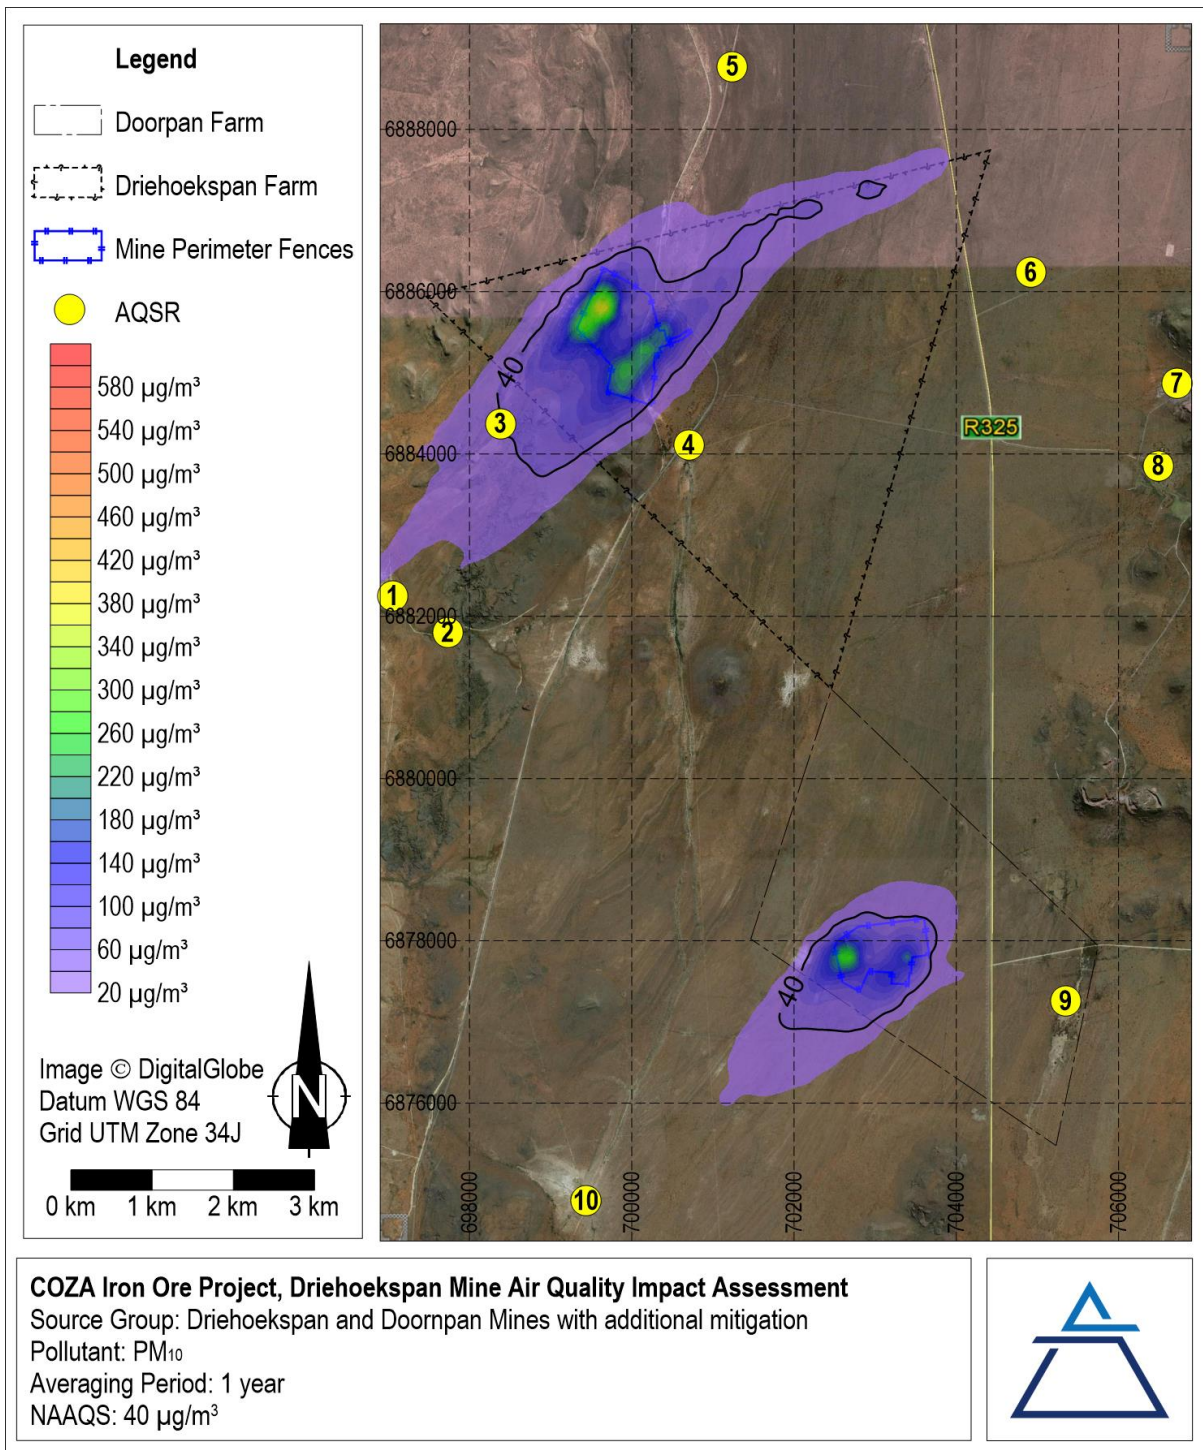 Legend
Doorpan Farm
Driehoekspan Farm
Mine Perimeter Fences
AQSR
580 µg/m³
540 µg/m³
500 µg/m³
460 µg/m³
420 µg/m³
380 µg/m³
340 µg/m³
300 µg/m³
260 µg/m³
220 µg/m³
180 µg/m³
140 µg/m³
100 µg/m³
60 µg/m³
20 µg/m³
Image © DigitalGlobe
Datum WGS 84
Grid UTM Zone 34J
N
0 km 1 km 2 km 3 km
5
6888000
6
6886000
7
40
3
R325
4
6884000
8
1
6882000
2
6880000
6878000
40
9
6876000
10
698000
700000
702000
704000
706000
COZA Iron Ore Project, Driehoekspan Mine Air Quality Impact Assessment
Source Group: Driehoekspan and Doornpan Mines with additional mitigation
Pollutant: PM₁₀
Averaging Period: 1 year
NAAQS: 40 µg/m³